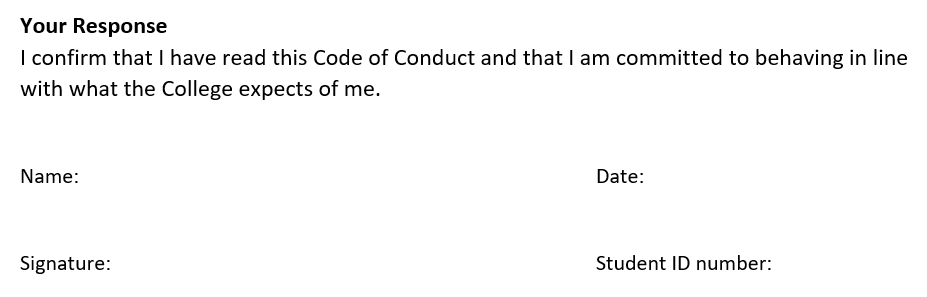 Your Response
I confirm that I have read this Code of Conduct and that I am committed to behaving in line
with what the College expects of me.
Name: Date:
Signature: Student ID number: